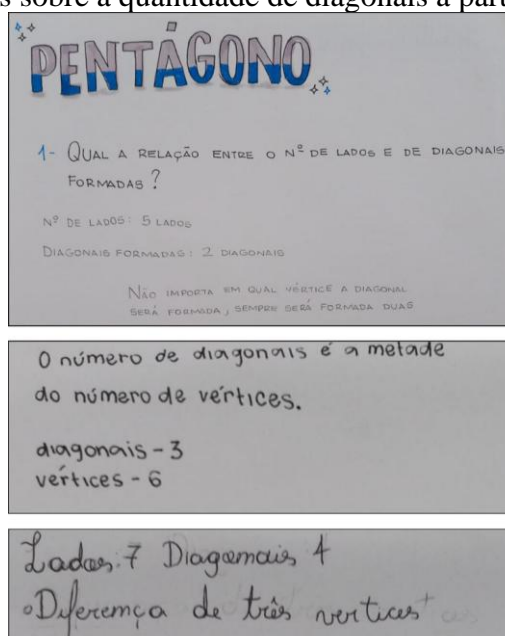 s sobre a quantidade de diagonais a part
PENTÁGONO
1- QUAL A RELAÇÃO ENTRE O Nº DE LADOS E DE DIAGONAIS
FORMADAS?
Nº DE LADOS: 5 LADOS
DIAGONAIS FORMADAS: 2 DIAGONAIS
NÃO IMPORTA EM QUAL VÉRTICE A DIAGONAL
SERÁ FORMADA, SEMPRE SERÁ FORMADA DUAS
O número de diagonais é a metade
do número de vértices.
diagonais - 3
vértices - 6
Lados: 7 Diagomais 4
Diferemça de três vertices